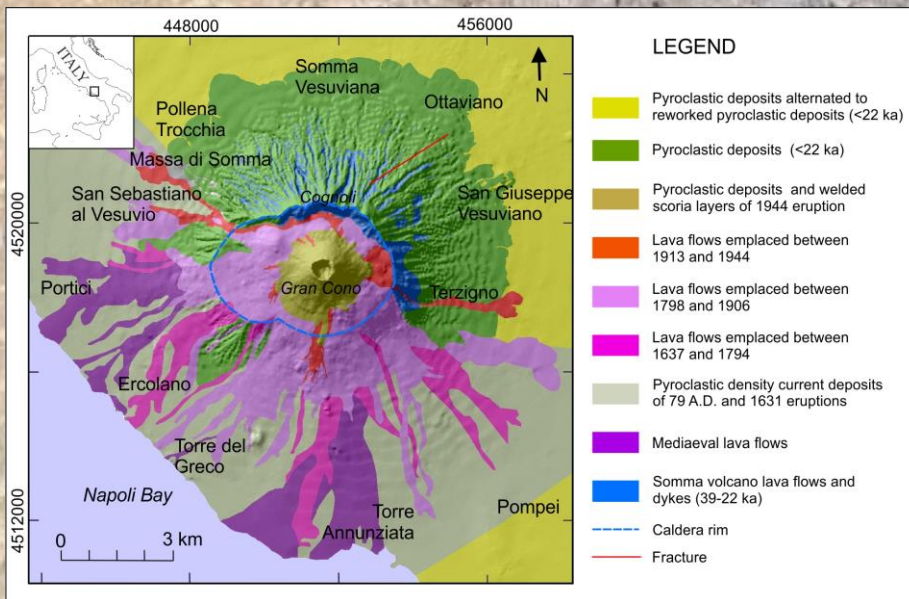 448000
456000
ITALY
N
Somma
Vesuviana
Ottaviano
Pollena
Trocchia
Massa di Somma
San Sebastiano
al Vesuvio
Cognoli
San Giuseppe
Vesuviano
4520000
Gran Cono
Portici
Terzigno
Ercolano
Torre del
Greco
Napoli Bay
Torre
Annunziata
Pompei
4512000
0 3 km
LEGEND
Pyroclastic deposits alternated to
reworked pyroclastic deposits (<22 ka)
Pyroclastic deposits (<22 ka)
Pyroclastic deposits and welded
scoria layers of 1944 eruption
Lava flows emplaced between
1913 and 1944
Lava flows emplaced between
1798 and 1906
Lava flows emplaced between
1637 and 1794
Pyroclastic density current deposits
of 79 A.D. and 1631 eruptions
Mediaeval lava flows
Somma volcano lava flows and
dykes (39-22 ka)
Caldera rim
Fracture